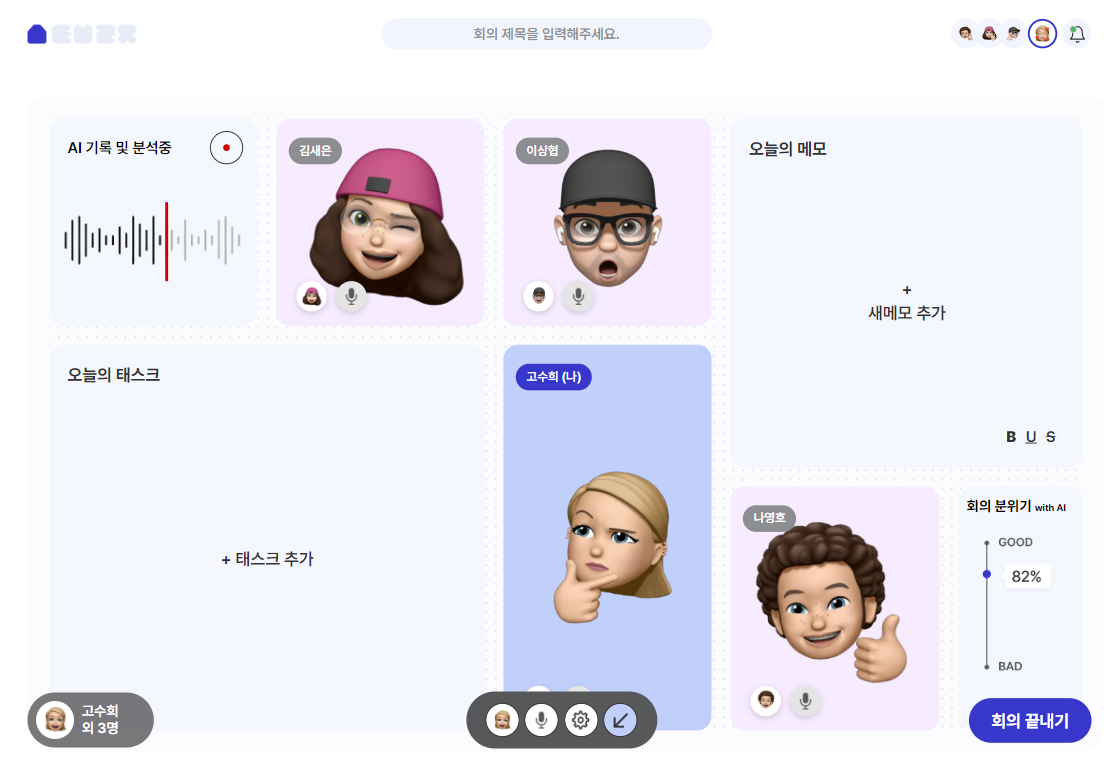 회의 제목을 입력해주세요.
AI 기록 및 분석중
김새은
이상협
오늘의 메모
+
새메모 추가
B U S
오늘의 태스크
+ 태스크 추가
고수희 (나)
나영호
회의 분위기 with AI
GOOD
82%
BAD
고수희
외 3명
회의 끝내기